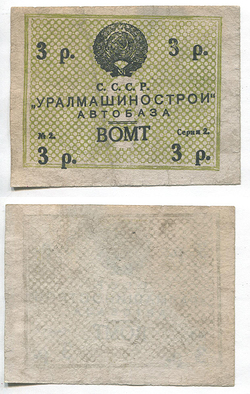 3 р. 3 р.
С. С. С. Р.
„УРАЛМАШИНОСТРОЙ"
АВТОБАЗА
№ 2. ВОМТ Серия 2.
3 р. 3 р.